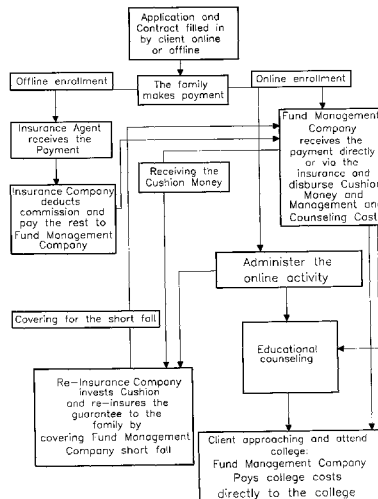 Application and
Contract filled in
by client online
or offline
Offline enrollment
The family
makes payment
Online enrollment
Insurance Agent
receives the
Payment
Fund Management
Company
receives the
payment directly
or via the
insurance and
disburse Cushion
Money and
Management and
Counseling Cost
Receiving the
Cushion Money
Insurance Company
deducts
commission and
pay the rest to
Fund Management
Company
Administer the
online activity
Covering for the short fall
Educational
counseling
Re-Insurance Company
invests Cushion
and re-insures the
guarantee to the
family by
covering Fund Management
Company short fall
Client approaching and attend
college.
Fund Management Company
Pays college costs
directly to the college